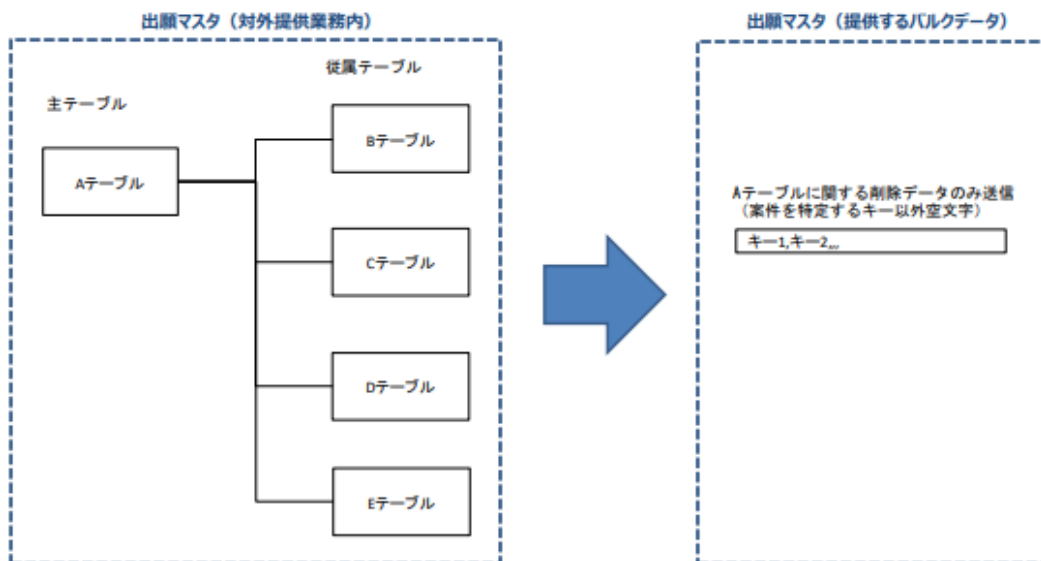 出願マスタ（対外提供業務内）
主テーブル
従属テーブル
Aテーブル
Bテーブル
Cテーブル
Dテーブル
Eテーブル
出願マスタ（提供するバルクデータ）
Aテーブルに関する削除データのみ送信
（案件を特定するキー以外空文字）
キー1,キー2,,,